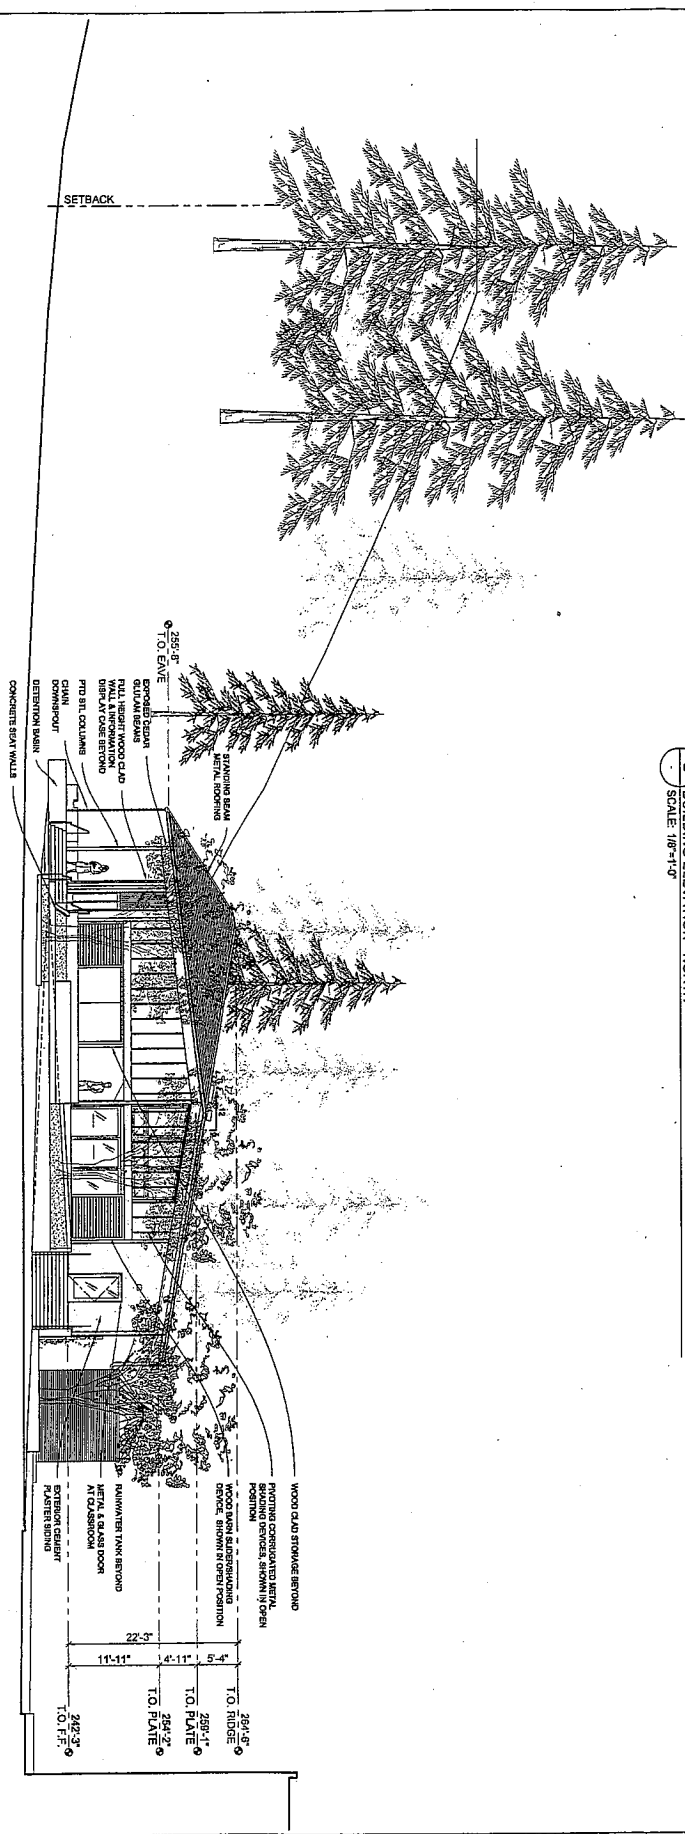 SCALE: 1/8"=1'-0"
SETBACK
255'-8"
T.O. EAVE
STANDING SEAM
METAL ROOFING
EXPOSED CEDAR
GLULAM BEAMS
FULL HEIGHT WOOD CLAD
WALL & INFORMATION
DISPLAY CASE BEYOND
PTD STL COLUMNS
CHAIN
DOWNSPOUT
DETENTION BASIN
CONCRETE SEAT WALLS
12
WOOD CLAD STORAGE BEYOND
PIVOTING CORRUGATED METAL
SHADING DEVICES, SHOWN IN OPEN
POSITION
WOOD BARN SLIDER/SHADING
DEVICE, SHOWN IN OPEN POSITION
RAINWATER TANK BEYOND
METAL & GLASS DOOR
AT CLASSROOM
EXTERIOR CEMENT
PLASTER SIDING
22'-3"
5'-4"
4'-11"
11'-11"
264'-6"
T.O. RIDGE
259'-1"
T.O. PLATE
254'-2"
T.O. PLATE
242'-3"
T.O. F.F.